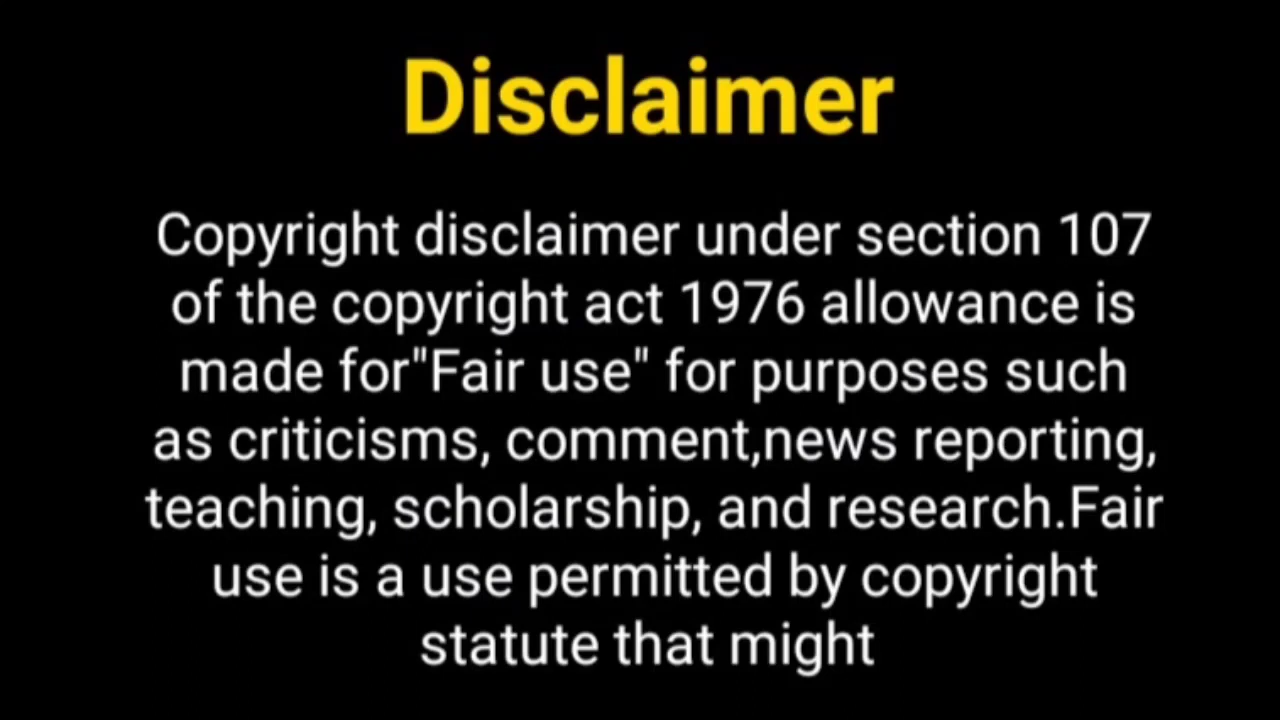 Disclaimer
Copyright disclaimer under section 107
of the copyright act 1976 allowance is
made for"Fair use" for purposes such
as criticisms, comment,news reporting,
teaching, scholarship, and research.Fair
use is a use permitted by copyright
statute that might